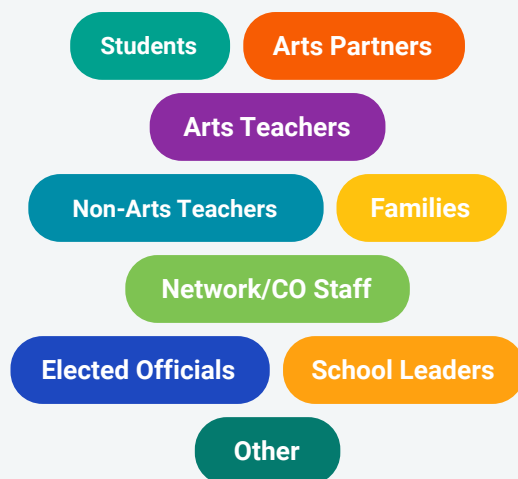 Students
Arts Partners
Arts Teachers
Non-Arts Teachers
Families
Network/CO Staff
Elected Officials
School Leaders
Other